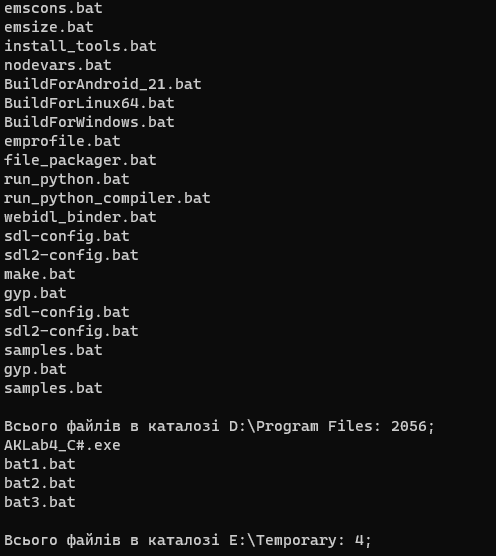 emscons.bat
emsize.bat
install_tools.bat
nodevars.bat
BuildForAndroid_21.bat
BuildForLinux64.bat
BuildForWindows.bat
emprofile.bat
file_packager.bat
run_python.bat
run_python_compiler.bat
webidl_binder.bat
sdl-config.bat
sdl2-config.bat
make.bat
gyp.bat
sdl-config.bat
sdl2-config.bat
samples.bat
gyp.bat
samples.bat
Всього файлів в каталозі D:\Program Files: 2056;
AKLab4_C#.exe
bat1.bat
bat2.bat
bat3.bat
Всього файлів в каталозі E:\Temporary: 4;